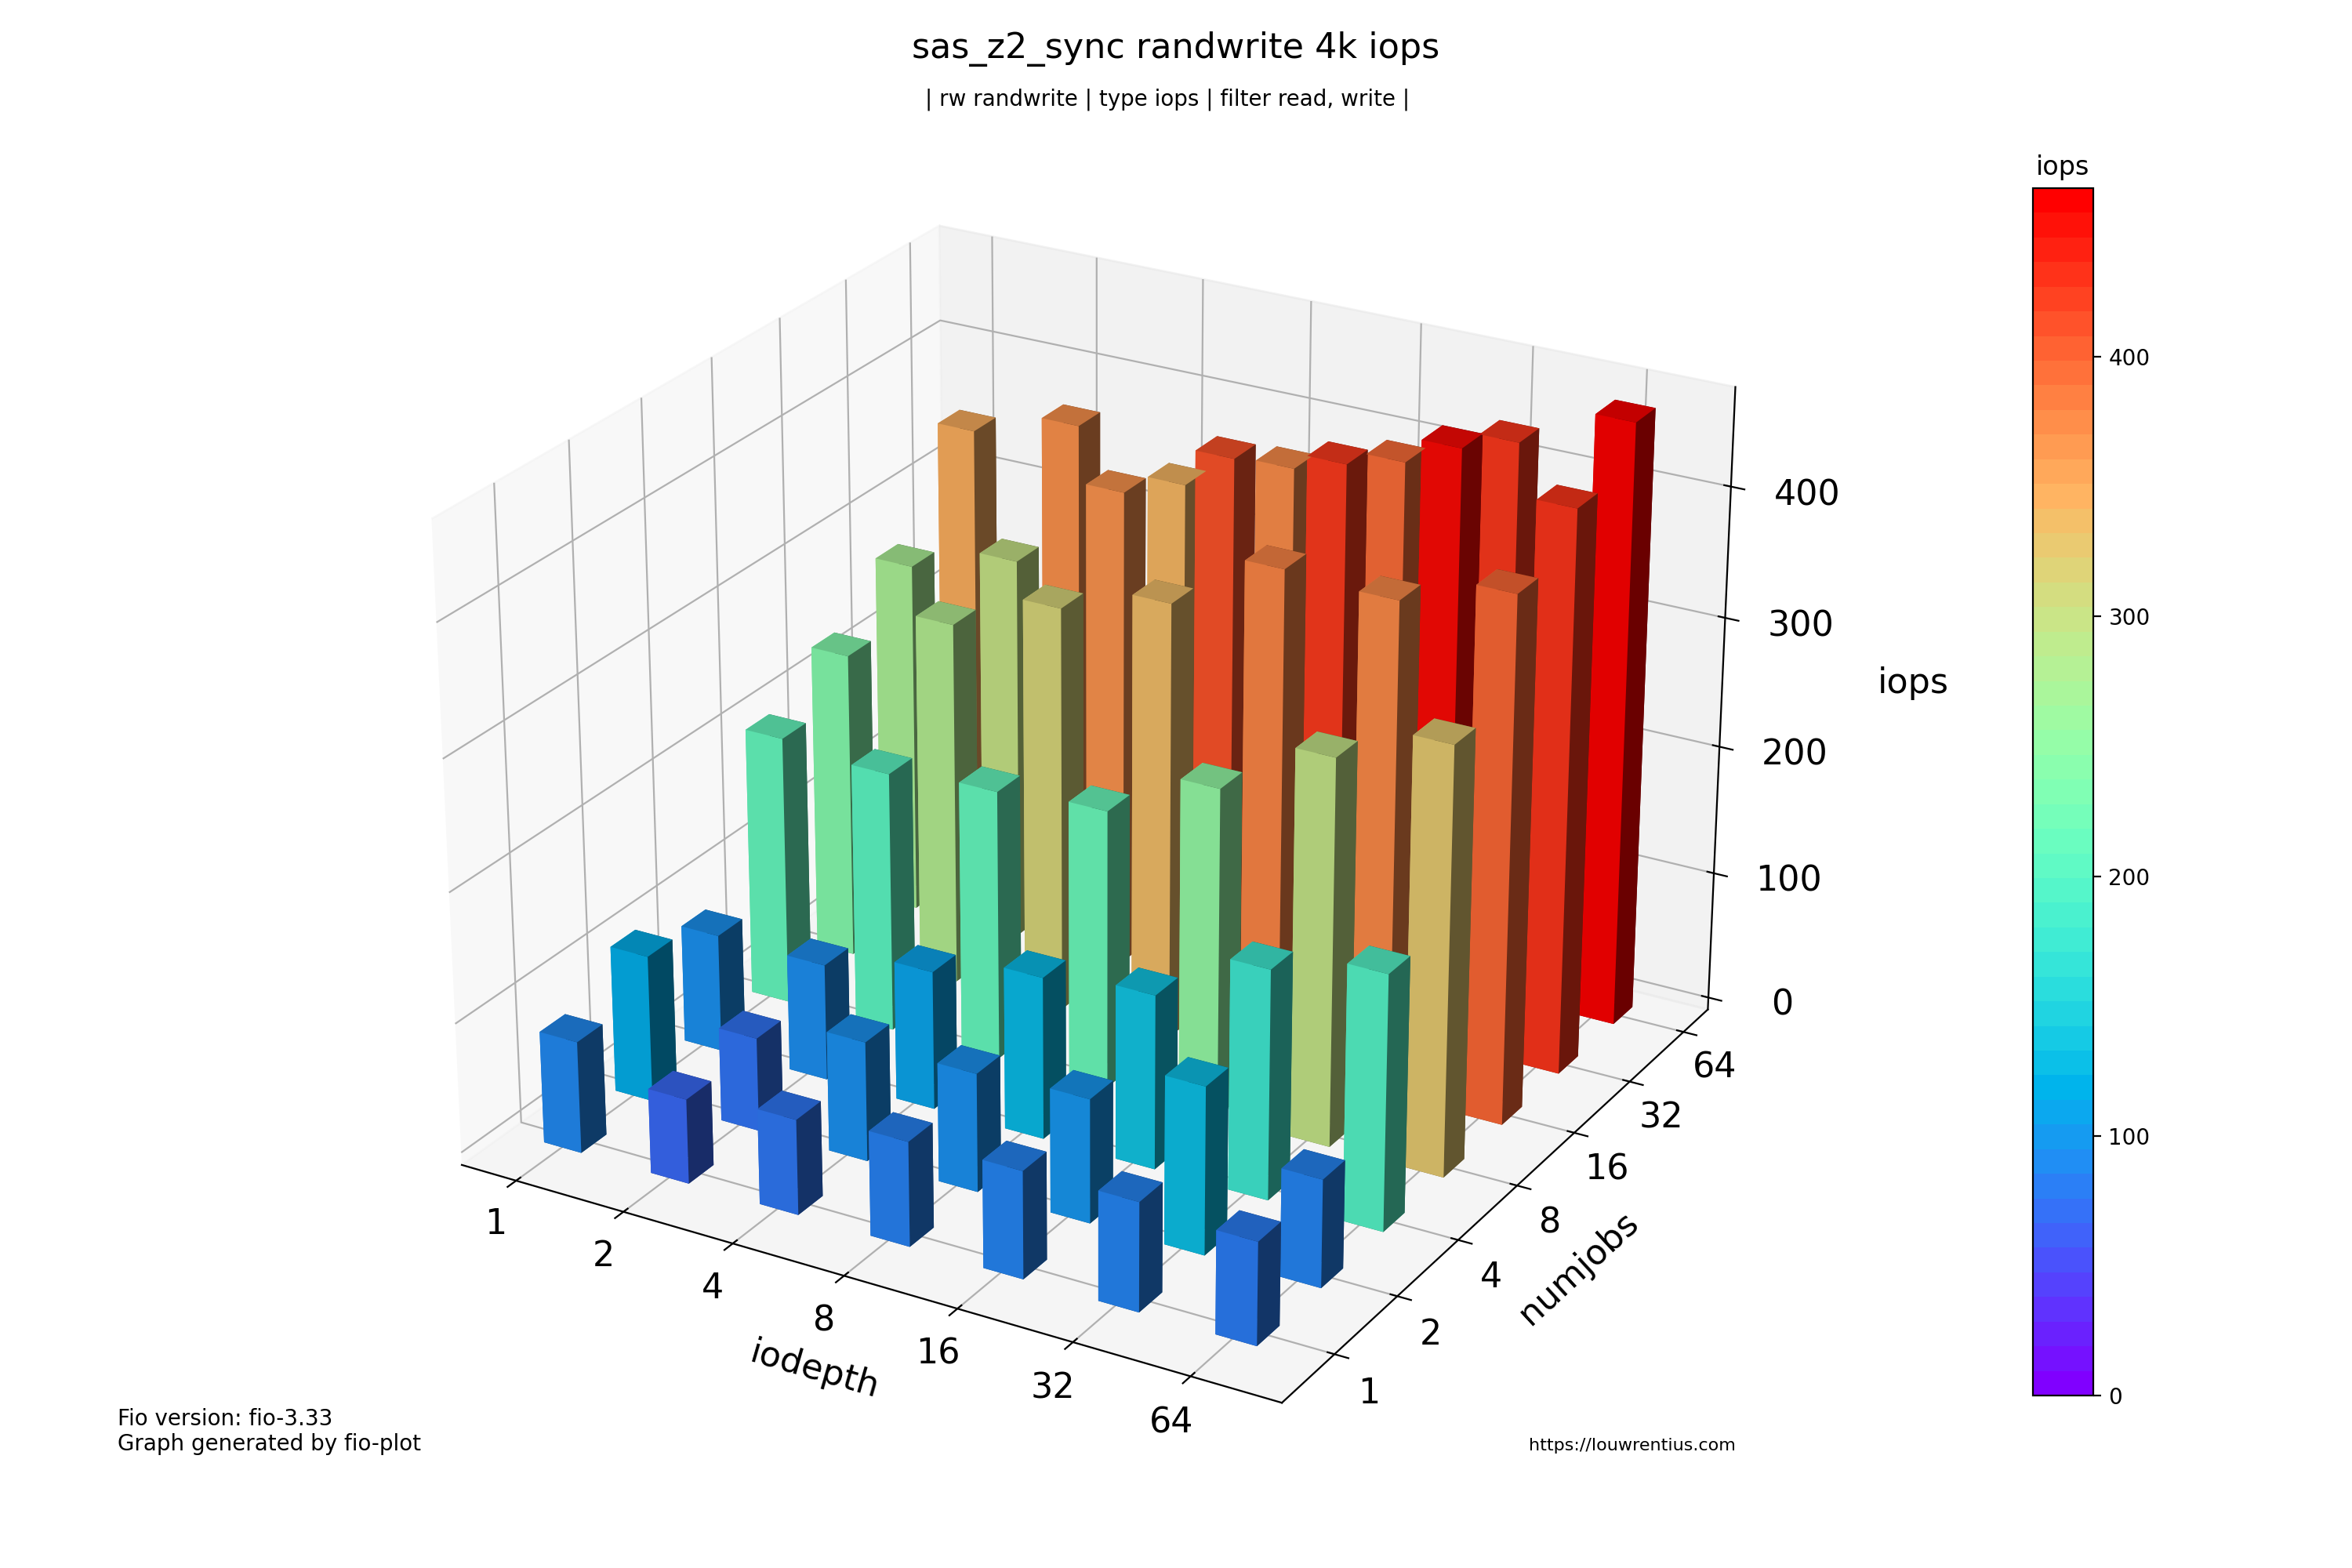 sas_z2_sync randwrite 4k iops
| rw randwrite | type iops | filter read, write |
iops
400
300
200
100
0
400
300
200
100
0
iops
64
32
16
8
4
2
1
numjobs
1
2
4
8
16
32
64
iodepth
Fio version: fio-3.33
Graph generated by fio-plot
https://louwrentius.com